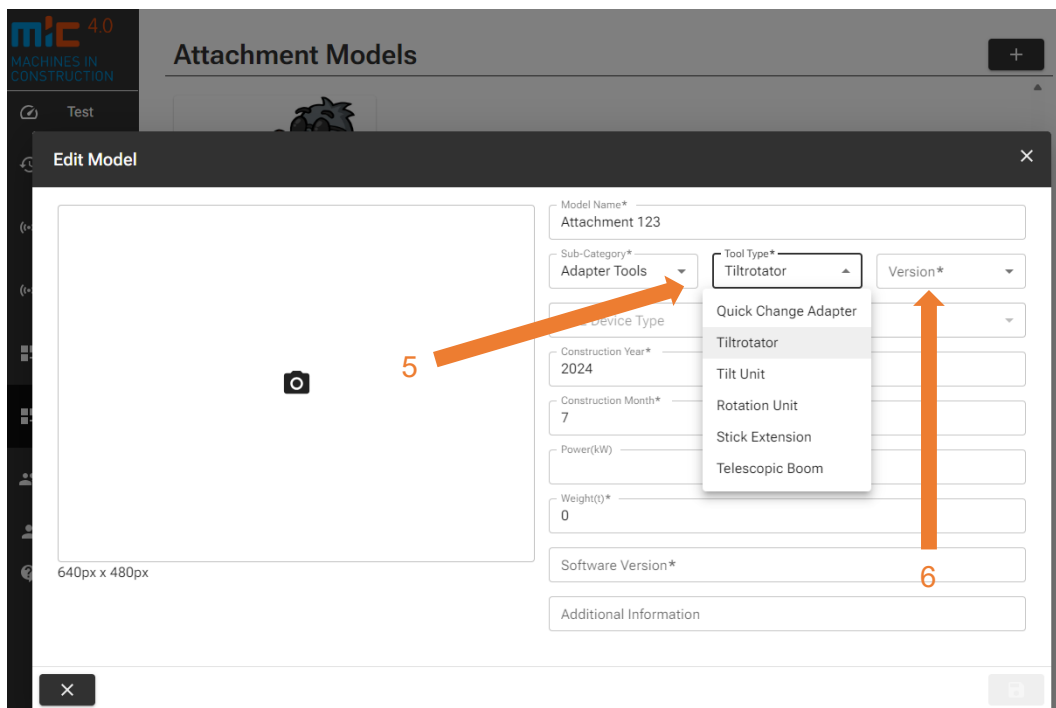 mic 4.0
MACHINES IN
CONSTRUCTION
Attachment Models
+
Test
Edit Model
Model Name*
Attachment 123
Sub-Category*
Adapter Tools
Tool Type*
Tiltrotator
Version*
Quick Change Adapter
Tiltrotator
Tilt Unit
Rotation Unit
Stick Extension
Telescopic Boom
Device Type
Construction Year*
2024
Construction Month*
7
Power(kW)
Weight(t)*
0
Software Version*
Additional Information
640px x 480px
5
6